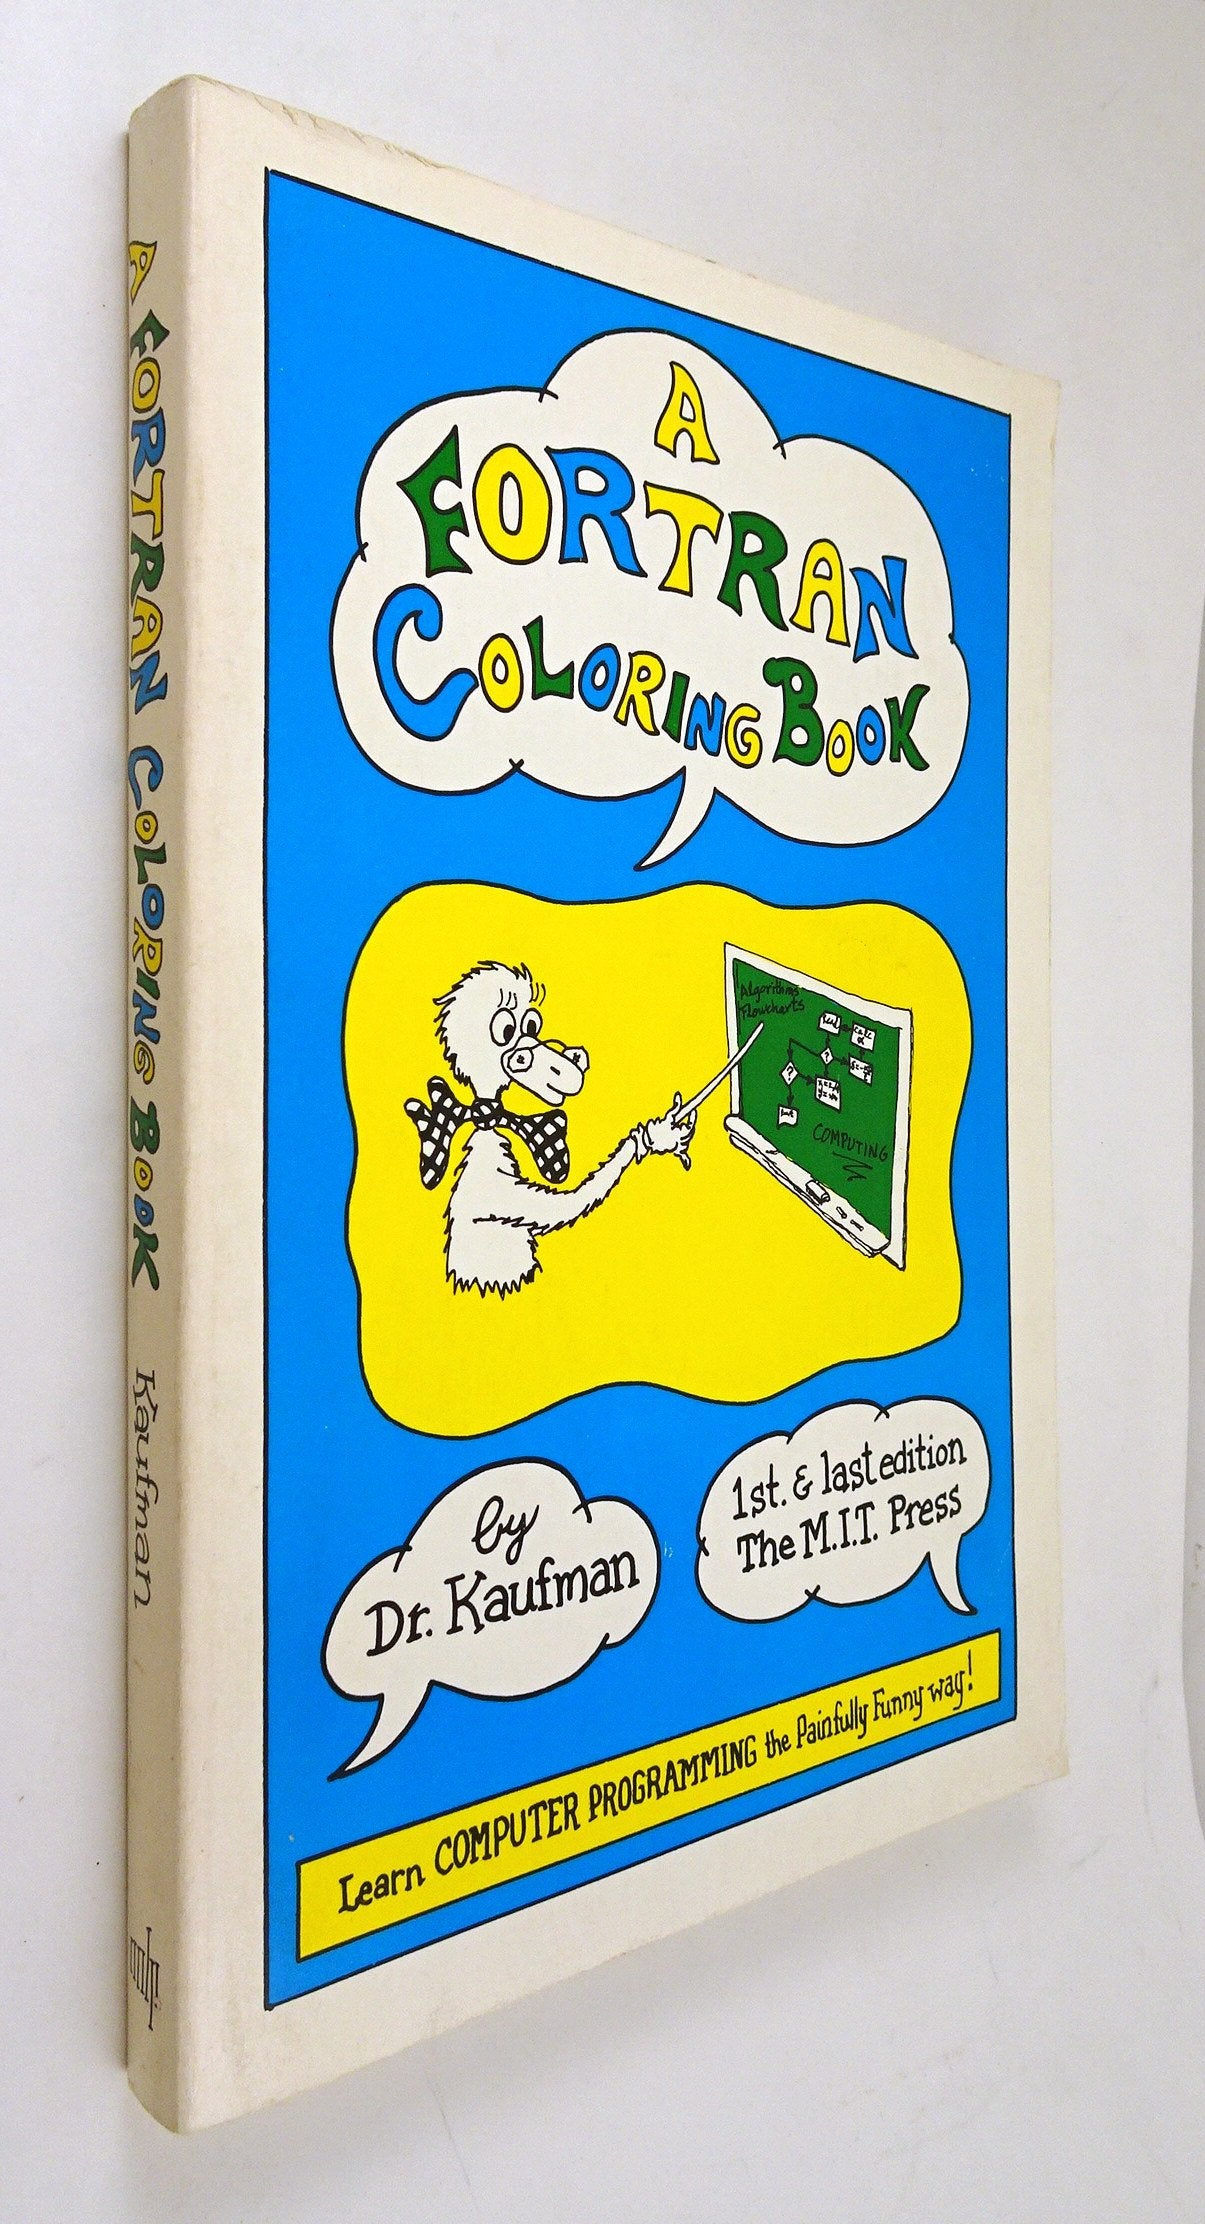 A FORTRAN COLORING BOOK Kaufman
A
FORTRAN
COLORING BOOK
Algorithms
Flowcharts
COMPUTING
by
Dr. Kaufman
1st. & last edition
The M.I.T. Press
Learn COMPUTER PROGRAMMING the Painfully Funny way!